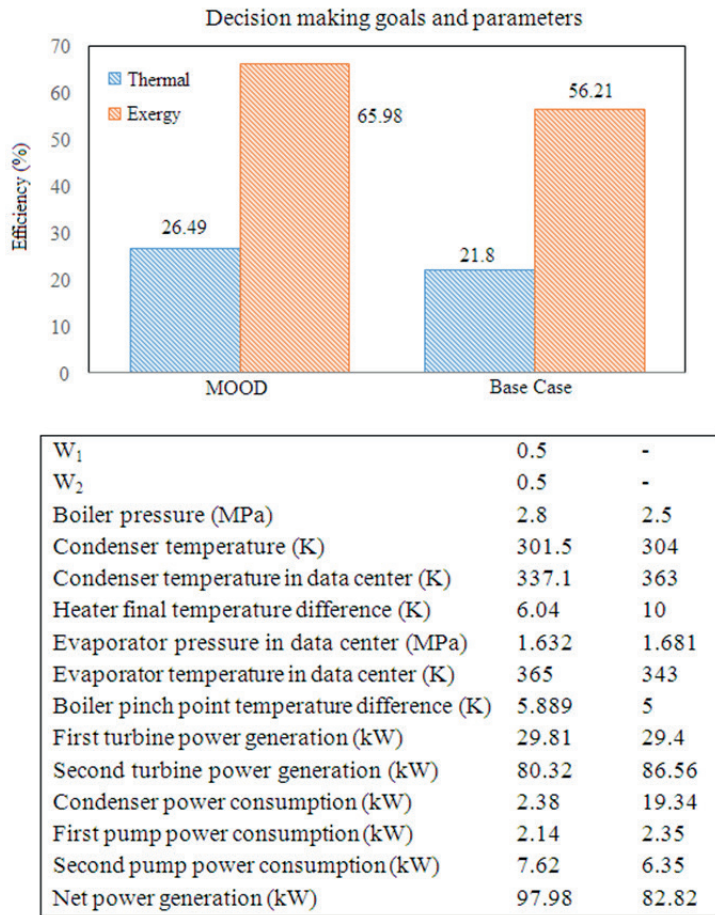 Decision making goals and parameters
70
60
50
40
30
20
10
0
Efficiency (%)
Thermal
Exergy
26.49
65.98
21.8
56.21
MOOD
Base Case
W1 0.5 -
W2 0.5 -
Boiler pressure (MPa) 2.8 2.5
Condenser temperature (K) 301.5 304
Condenser temperature in data center (K) 337.1 363
Heater final temperature difference (K) 6.04 10
Evaporator pressure in data center (MPa) 1.632 1.681
Evaporator temperature in data center (K) 365 343
Boiler pinch point temperature difference (K) 5.889 5
First turbine power generation (kW) 29.81 29.4
Second turbine power generation (kW) 80.32 86.56
Condenser power consumption (kW) 2.38 19.34
First pump power consumption (kW) 2.14 2.35
Second pump power consumption (kW) 7.62 6.35
Net power generation (kW) 97.98 82.82